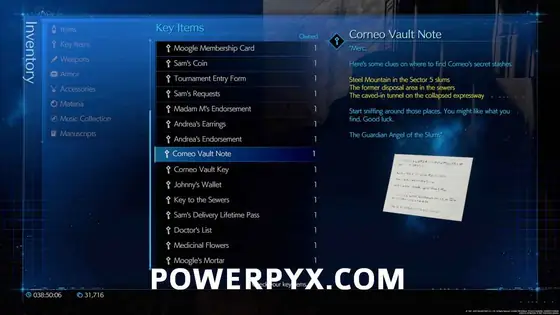 Inventory
Items
Key Items
Weapons
Armor
Accessories
Materia
Music Collection
Manuscripts
Key Items
Owned
Moogle Membership Card 1
Sam's Coin 1
Tournament Entry Form 1
Sam's Requests 1
Madam M's Endorsement 1
Andrea's Earrings 1
Andrea's Endorsement 1
Corneo Vault Note 1
Corneo Vault Key 1
Johnny's Wallet 1
Key to the Sewers 1
Sam's Delivery Lifetime Pass 1
Doctor's List 1
Medicinal Flowers 1
Moogle's Mortar 1
Corneo Vault Note
"Merc,
Here's some clues on where to find Corneo's secret stashes.
Steel Mountain in the Sector 5 slums
The former disposal area in the sewers
The caved-in tunnel on the collapsed expressway
Start sniffing around those places. You might like what you
find. Good luck.
The Guardian Angel of the Slums"
038:50:06
31,716
your key items
POWERPYX.COM